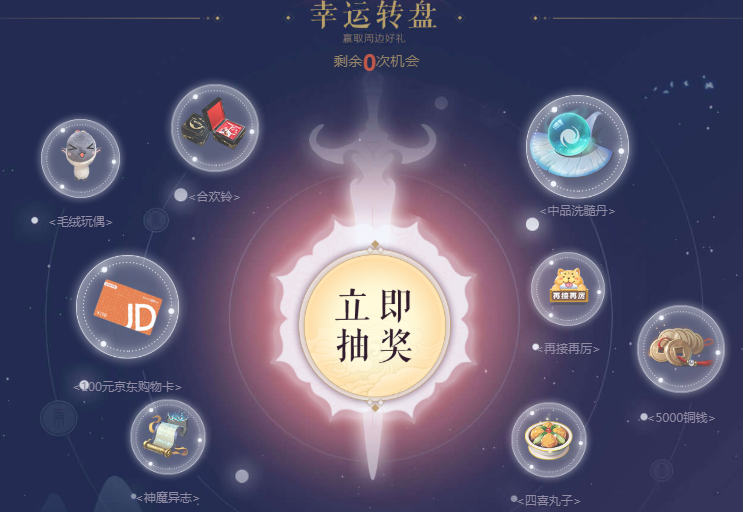 幸运转盘
赢取周边好礼
剩余0次机会
<毛绒玩偶>
<合欢铃>
<中品洗髓丹>
立即
抽奖
再接再厉
<再接再厉>
JD
<100元京东购物卡>
<5000铜钱>
<神魔异志>
<四喜丸子>